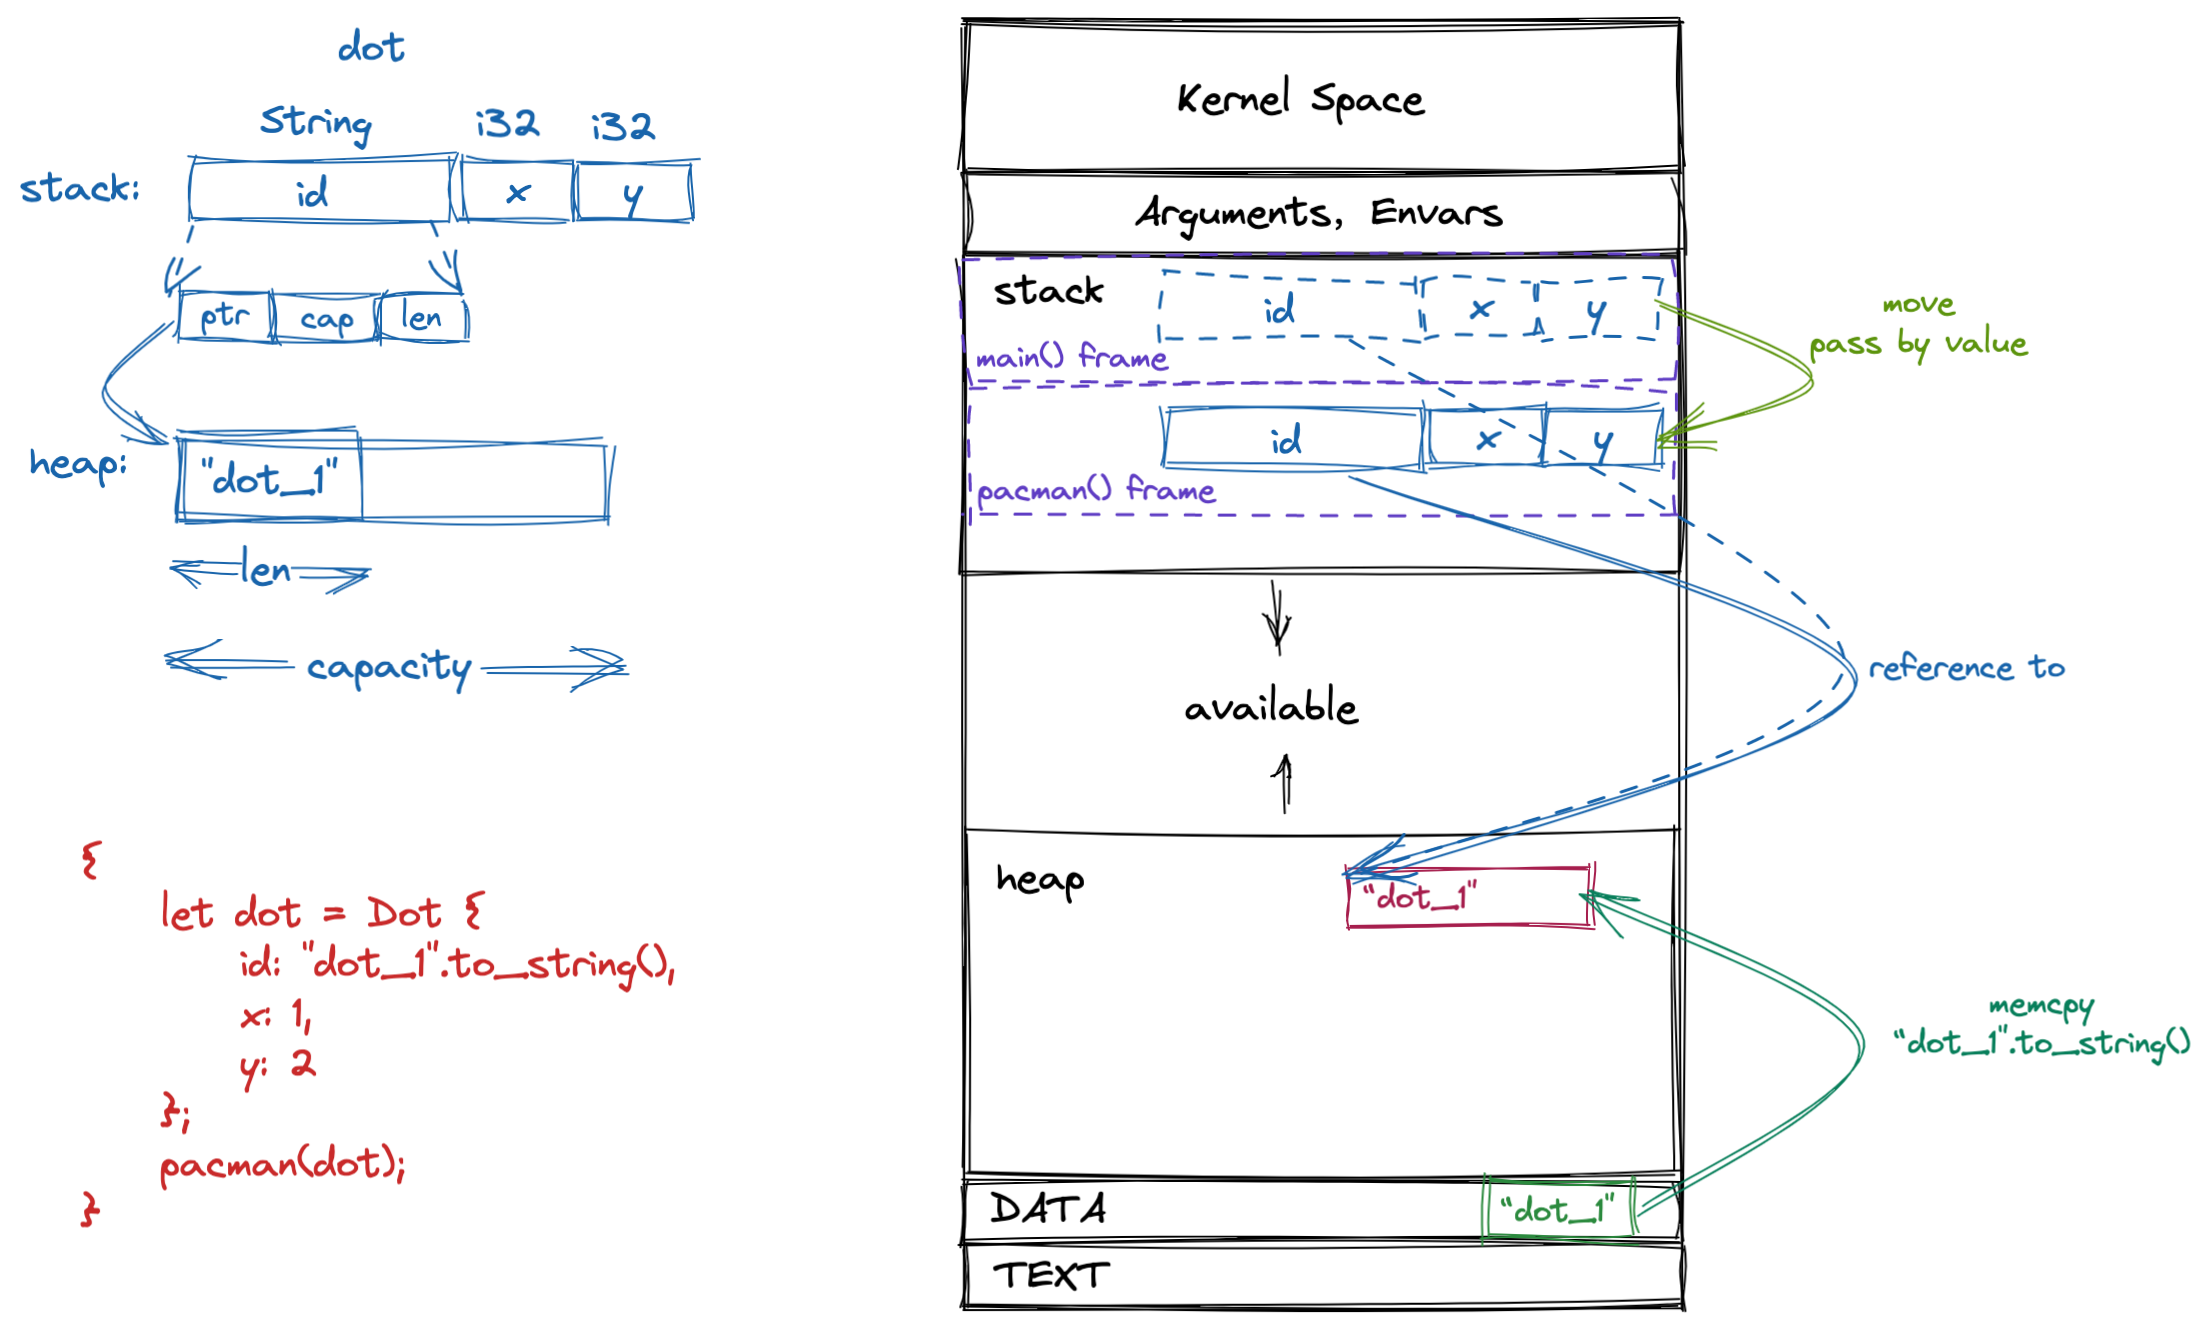 dot
String i32 i32
stack: id x y
ptr cap len
heap: "dot_1"
len
capacity
{
let dot = Dot {
id: "dot_1".to_string(),
x: 1,
y: 2
};
pacman(dot);
}
Kernel Space
Arguments, Envars
stack id x y
main() frame
id x y
pacman() frame
move
pass by value
available
reference to
heap "dot_1"
memcpy
"dot_1".to_string()
DATA "dot_1"
TEXT